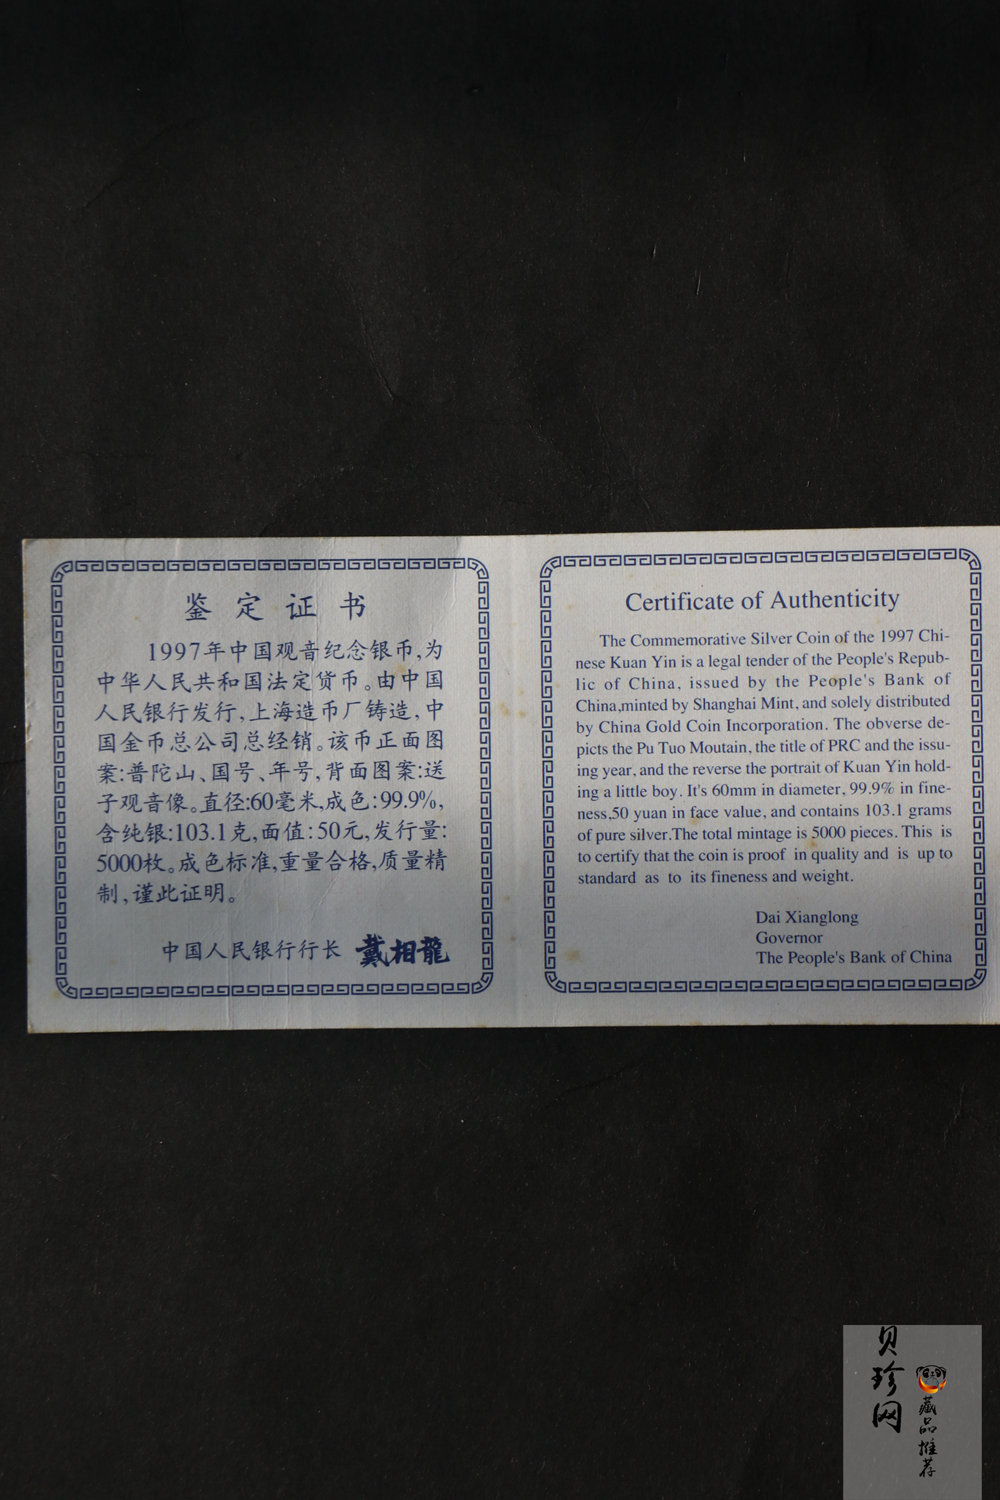 鉴定证书
1997年中国观音纪念银币,为
中华人民共和国法定货币。由中国
人民银行发行,上海造币厂铸造,中
国金币总公司总经销。该币正面图
案:普陀山、国号、年号,背面图案:送
子观音像。直径:60毫米,成色:99.9%,
含纯银:103.1克,面值:50元,发行量:
5000枚。成色标准,重量合格,质量精
制,谨此证明。
中国人民银行行长 戴相龍
Certificate of Authenticity
The Commemorative Silver Coin of the 1997 Chi-
nese Kuan Yin is a legal tender of the People's Repub-
lic of China, issued by the People's Bank of
China,minted by Shanghai Mint, and solely distributed
by China Gold Coin Incorporation. The obverse de-
picts the Pu Tuo Moutain, the title of PRC and the issu-
ing year, and the reverse the portrait of Kuan Yin hold-
ing a little boy. It's 60mm in diameter, 99.9% in fine-
ness,50 yuan in face value, and contains 103.1 grams
of pure silver.The total mintage is 5000 pieces. This is
to certify that the coin is proof in quality and is up to
standard as to its fineness and weight.
Dai Xianglong
Governor
The People's Bank of China
贝珍网
藏品推荐